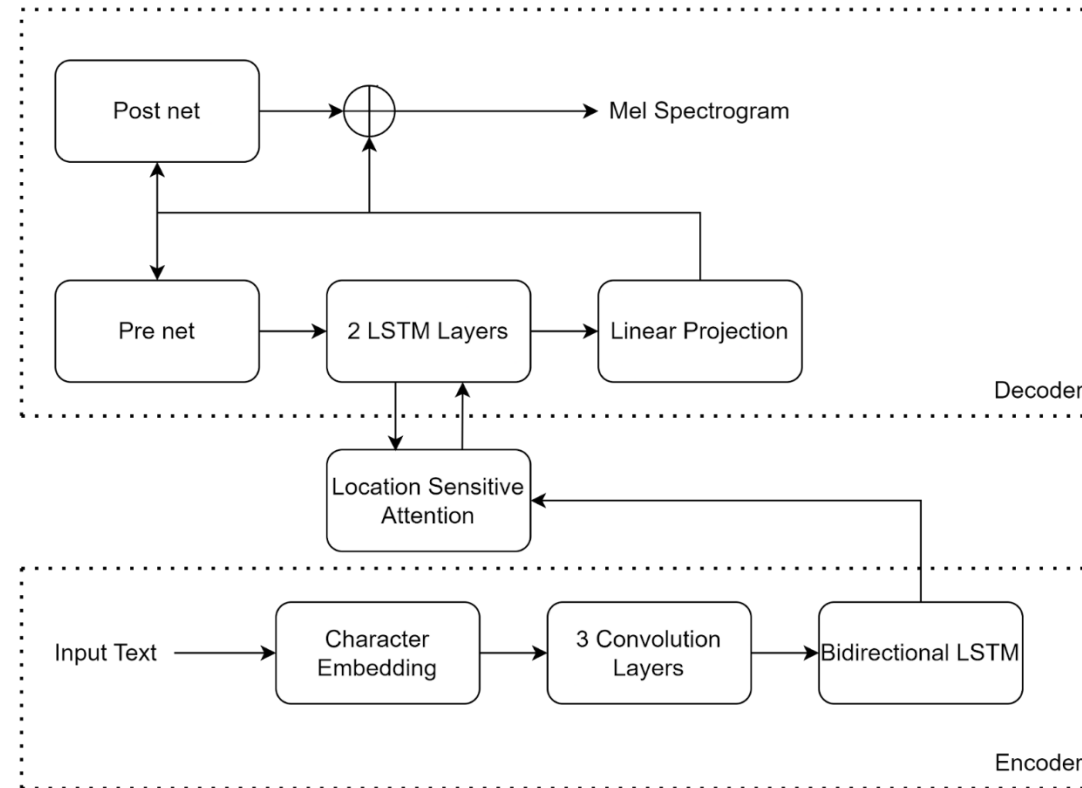 Post net
Mel Spectrogram
Pre net
2 LSTM Layers
Linear Projection
Decoder
Location Sensitive
Attention
Input Text
Character
Embedding
3 Convolution
Layers
Bidirectional LSTM
Encoder